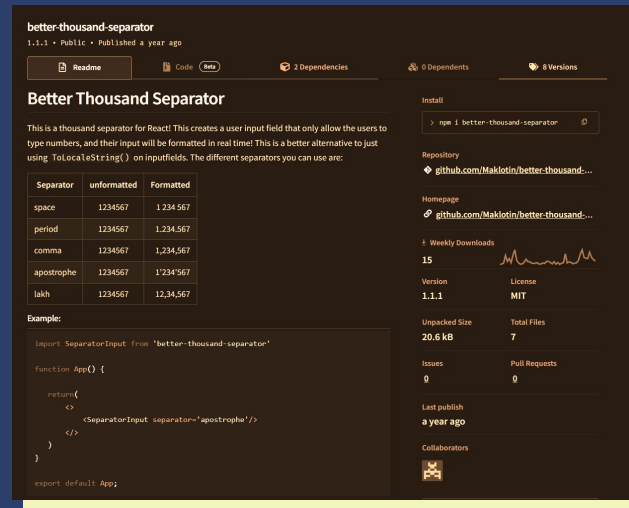 better-thousand-separator
1.1.1 • Public • Published a year ago
Readme
Code Beta
2 Dependencies
0 Dependents
8 Versions
Better Thousand Separator
This is a thousand separator for React! This creates a user input field that only allow the users to
type numbers, and their input will be formatted in real time! This is a better alternative to just
using ToLocaleString() on inputfields. The different separators you can use are:
Separator unformatted Formatted
space 1234567 1 234 567
period 1234567 1.234.567
comma 1234567 1,234,567
apostrophe 1234567 1'234'567
lakh 1234567 12,34,567
Example:
import SeparatorInput from 'better-thousand-separator'
function App() {
return(
<>
<SeparatorInput separator='apostrophe'/>
</>
)
}
export default App;
Install
> npm i better-thousand-separator
Repository
github.com/Maklotin/better-thousand-...
Homepage
github.com/Maklotin/better-thousand-...
Weekly Downloads
15
Version License
1.1.1 MIT
Unpacked Size Total Files
20.6 kB 7
Issues Pull Requests
0 0
Last publish
a year ago
Collaborators